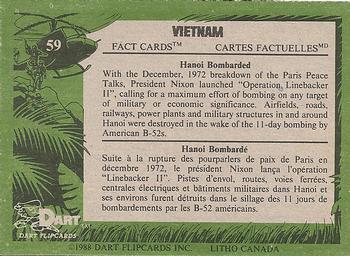 VIETNAM
59
FACT CARDS™
CARTES FACTUELLES MD
Hanoi Bombarded
With the December, 1972 breakdown of the Paris Peace
Talks, President Nixon launched "Operation Linebacker
II", calling for a maximum effort of bombing on any target
of military or economic significance. Airfields, roads,
railways, power plants and military structures in and around
Hanoi were destroyed in the wake of the 11-day bombing by
American B-52s.
Hanoi Bombardé
Suite à la rupture des pourparlers de paix de Paris en
décembre 1972, le président Nixon lança l'opération
"Linebacker II". Pistes d'envol, routes, voies ferrées,
centrales électriques et bâtiments militaires dans Hanoi et
ses environs furent détruits dans le sillage des 11 jours de
bombardements par les B-52 américains.
DART
DART FLIPCARDS
©1988 DART FLIPCARDS INC.
LITHO CANADA